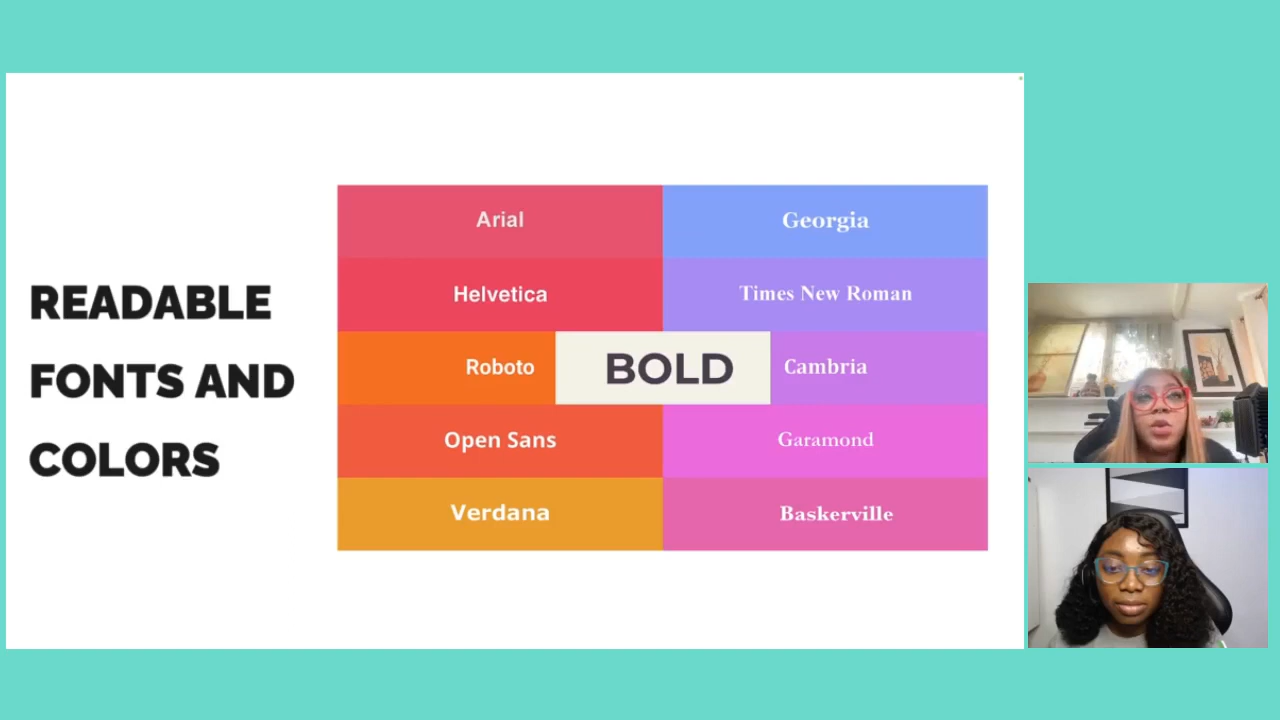 READABLE
FONTS AND
COLORS
Arial
Georgia
Helvetica
Times New Roman
Roboto
BOLD
Cambria
Open Sans
Garamond
Verdana
Baskerville